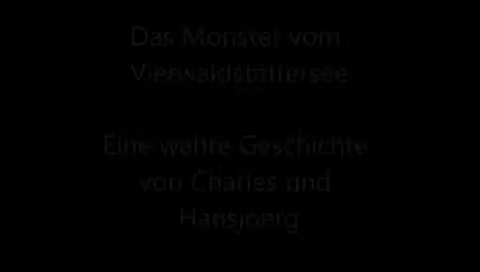 Das Monster vom
Vierwaldstättersee
Eine wahre Geschichte
von Charles und
Hansjoerg